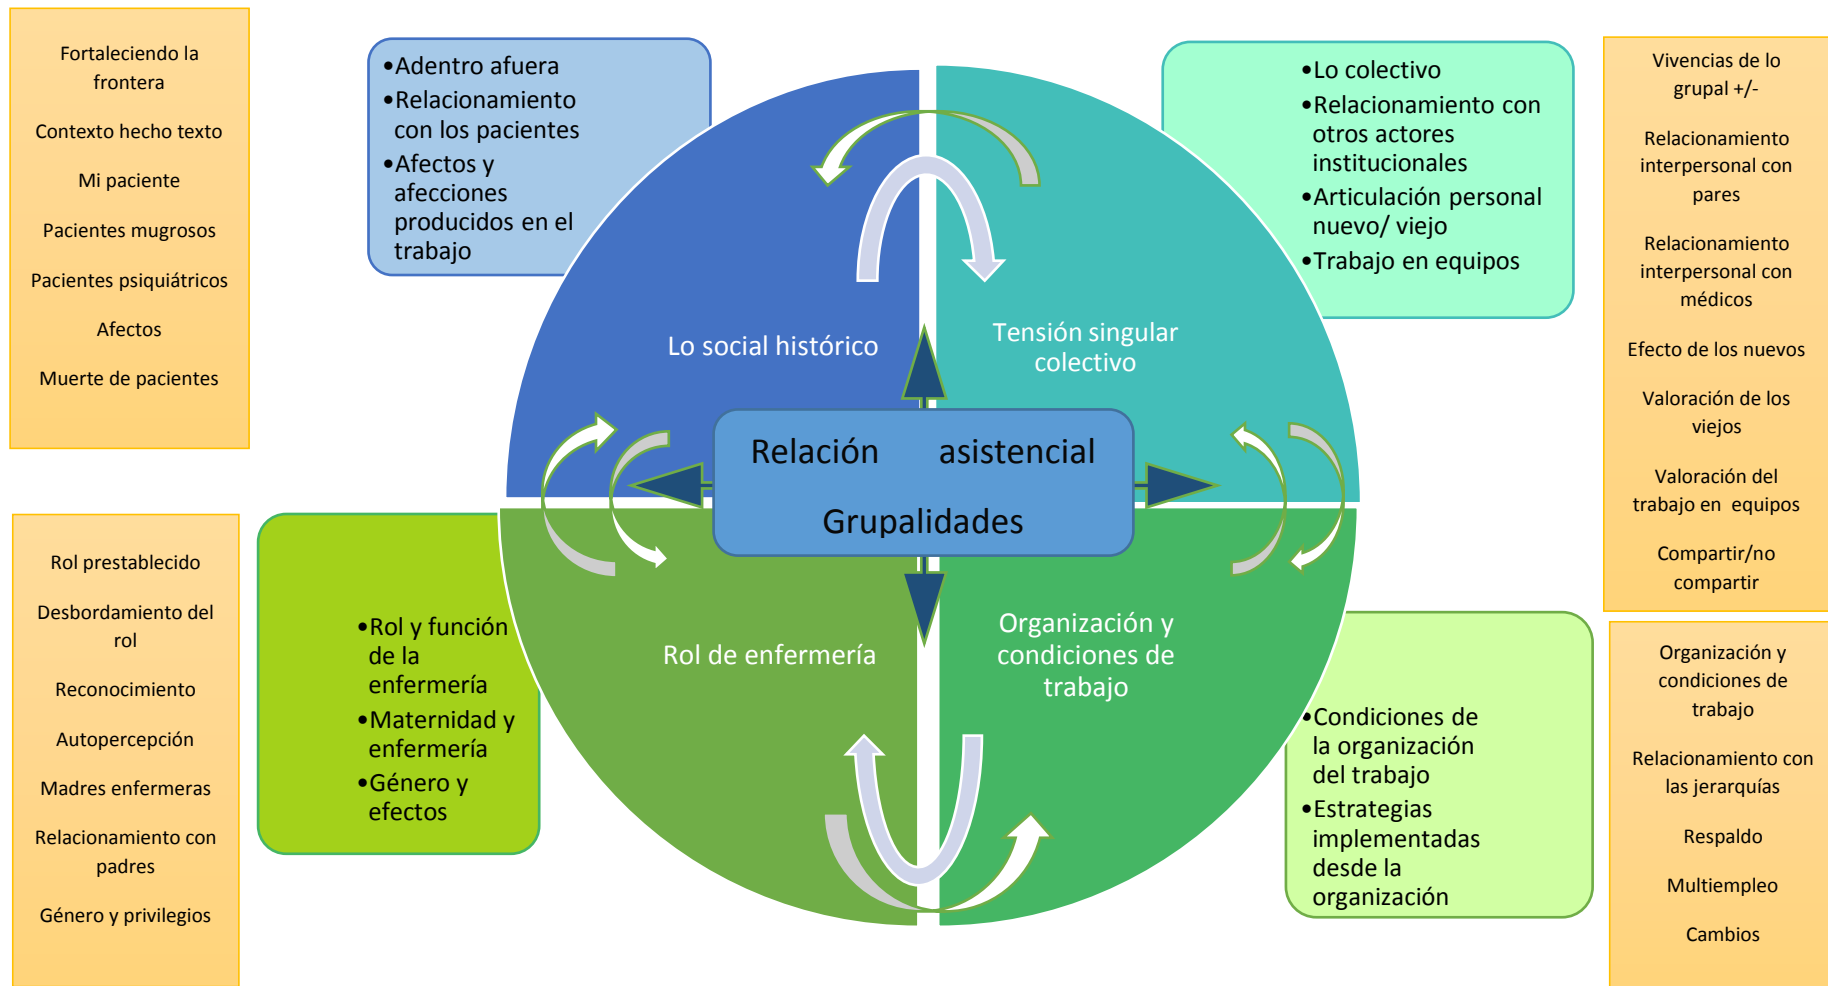 Fortaleciendo la
frontera
Contexto hecho texto
Mi paciente
Pacientes mugrosos
Pacientes psiquiátricos
Afectos
Muerte de pacientes
•Adentro afuera
•Relacionamiento
con los pacientes
•Afectos y
afecciones
producidos en el
trabajo
•Lo colectivo
•Relacionamiento con
otros actores
institucionales
•Articulación personal
nuevo/ viejo
•Trabajo en equipos
Vivencias de lo
grupal +/-
Relacionamiento
interpersonal con
pares
Relacionamiento
interpersonal con
médicos
Efecto de los nuevos
Valoración de los
viejos
Valoración del
trabajo en equipos
Compartir/no
compartir
Lo social histórico
Tensión singular
colectivo
Relación asistencial
Grupalidades
Rol de enfermería
Organización y
condiciones de
trabajo
Rol prestablecido
Desbordamiento del
rol
Reconocimiento
Autopercepción
Madres enfermeras
Relacionamiento con
padres
Género y privilegios
•Rol y función
de la
enfermería
•Maternidad y
enfermería
•Género y
efectos
•Condiciones de
la organización
del trabajo
•Estrategias
implementadas
desde la
organización
Organización y
condiciones de
trabajo
Relacionamiento con
las jerarquías
Respaldo
Multiempleo
Cambios